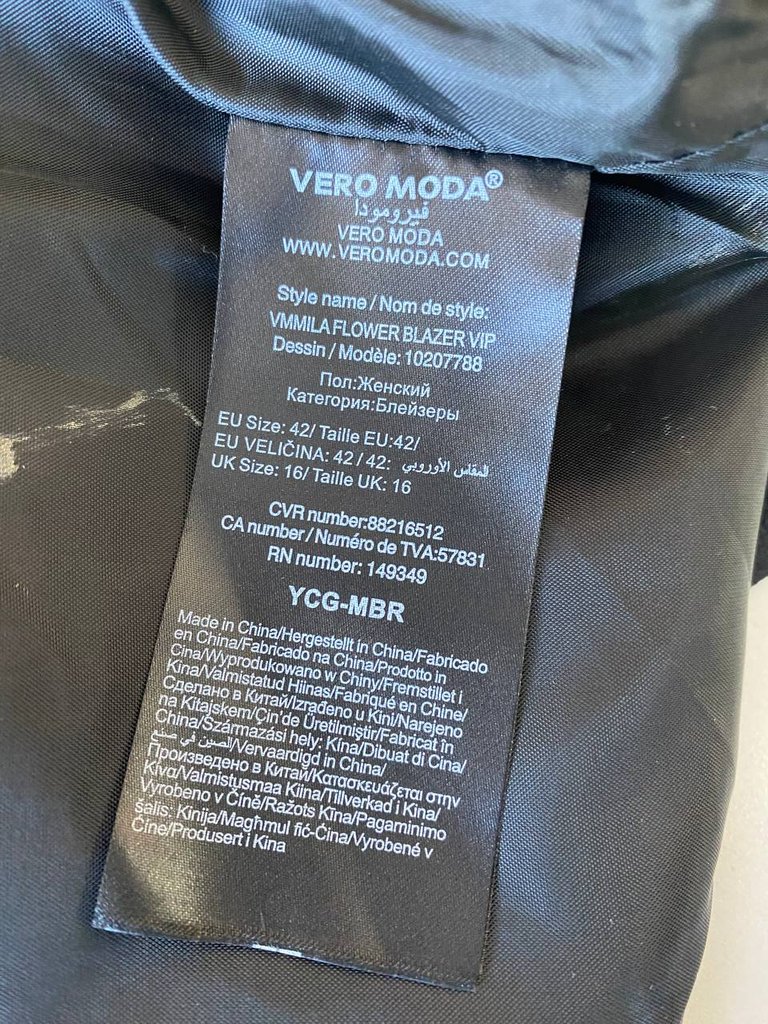 VERO MODA®
فيرومودا
VERO MODA
WWW.VEROMODA.COM
Style name / Nom de style:
VMMILA FLOWER BLAZER VIP
Dessin / Modèle: 10207788
Пол:Женский
Категория:Блейзеры
EU Size: 42/ Taille EU:42/
EU VELIČINA: 42 / 42: المقاس الأوروبي
UK Size: 16/ Taille UK: 16
CVR number:88216512
CA number / Numéro de TVA:57831
RN number: 149349
YCG-MBR
Made in China/Hergestellt in China/Fabricado
en China/Fabricado na China/Prodotto in
Cina/Wyprodukowano w Chiny/Fremstillet i
Kina/Valmistatud Hiinas/Fabriqué en Chine/
Сделано в Китай/Izrađeno u Kini/Narejeno
na Kitajskem/Çin'de Üretilmiştir/Fabricat în
China/Származási hely: Kína/Dibuat di Cina/
الصين في صنع/Vervaardigd in China/
Произведено в Китай/Κατασκευάζεται στην
Κίνα/Valmistusmaa Kiina/Tillverkad i Kina/
Vyrobeno v Číně/Ražots Ķīna/Pagaminimo
šalis: Kinija/Magħmul fiċ-Ċina/Vyrobené v
Číne/Produsert i Kina